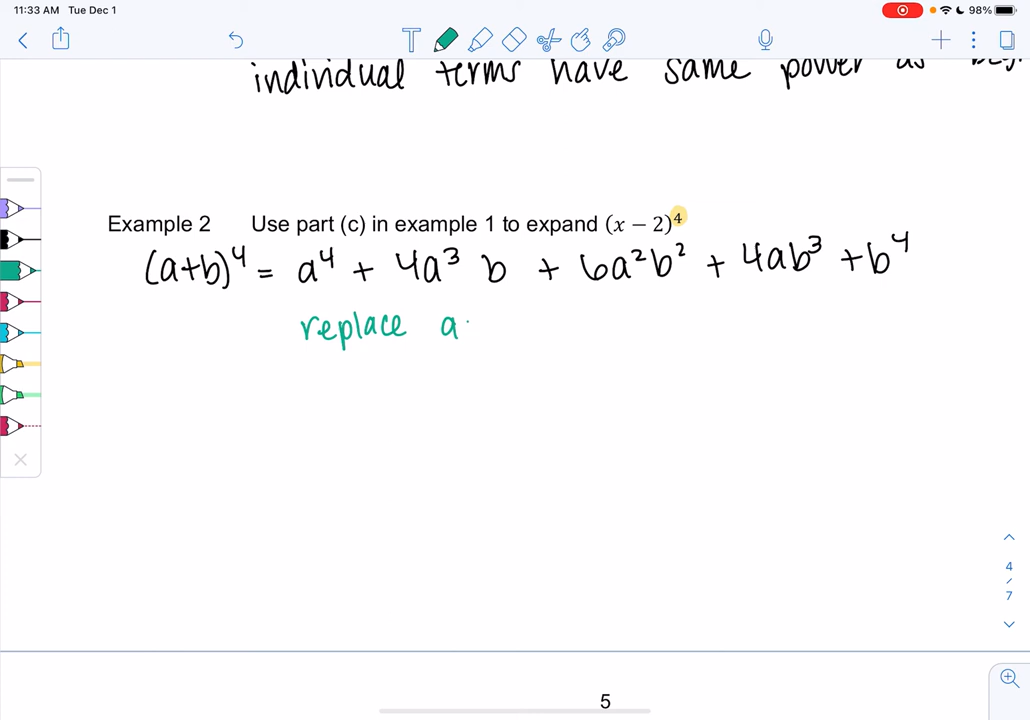 11:33 AM Tue Dec 1
98%
individual terms have same power as
Example 2 Use part (c) in example 1 to expand (x − 2)⁴
(a+b)⁴ = a⁴ + 4a³ b + 6a²b² + 4ab³ + b⁴
replace a
4
/
7
5